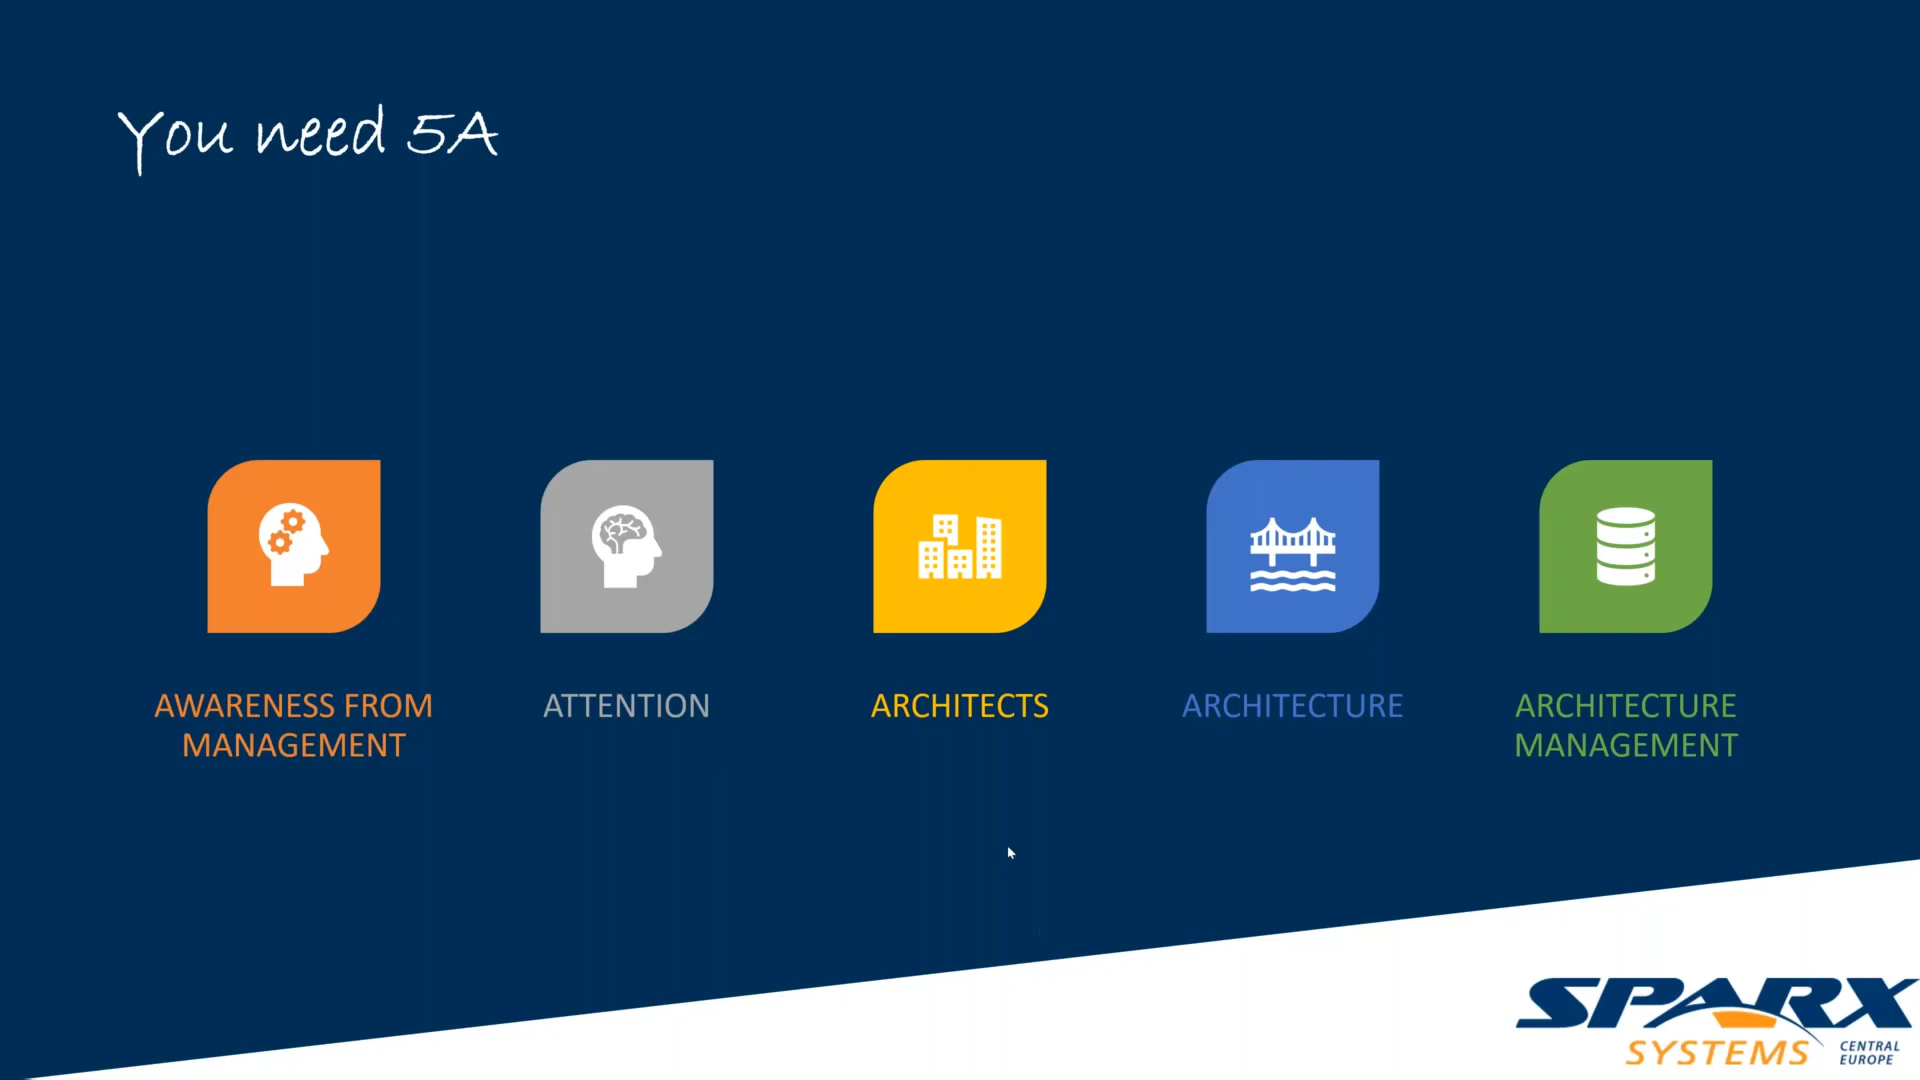 You need 5A
AWARENESS FROM
MANAGEMENT
ATTENTION
ARCHITECTS
ARCHITECTURE
ARCHITECTURE
MANAGEMENT
SPARX
SYSTEMS
CENTRAL
EUROPE